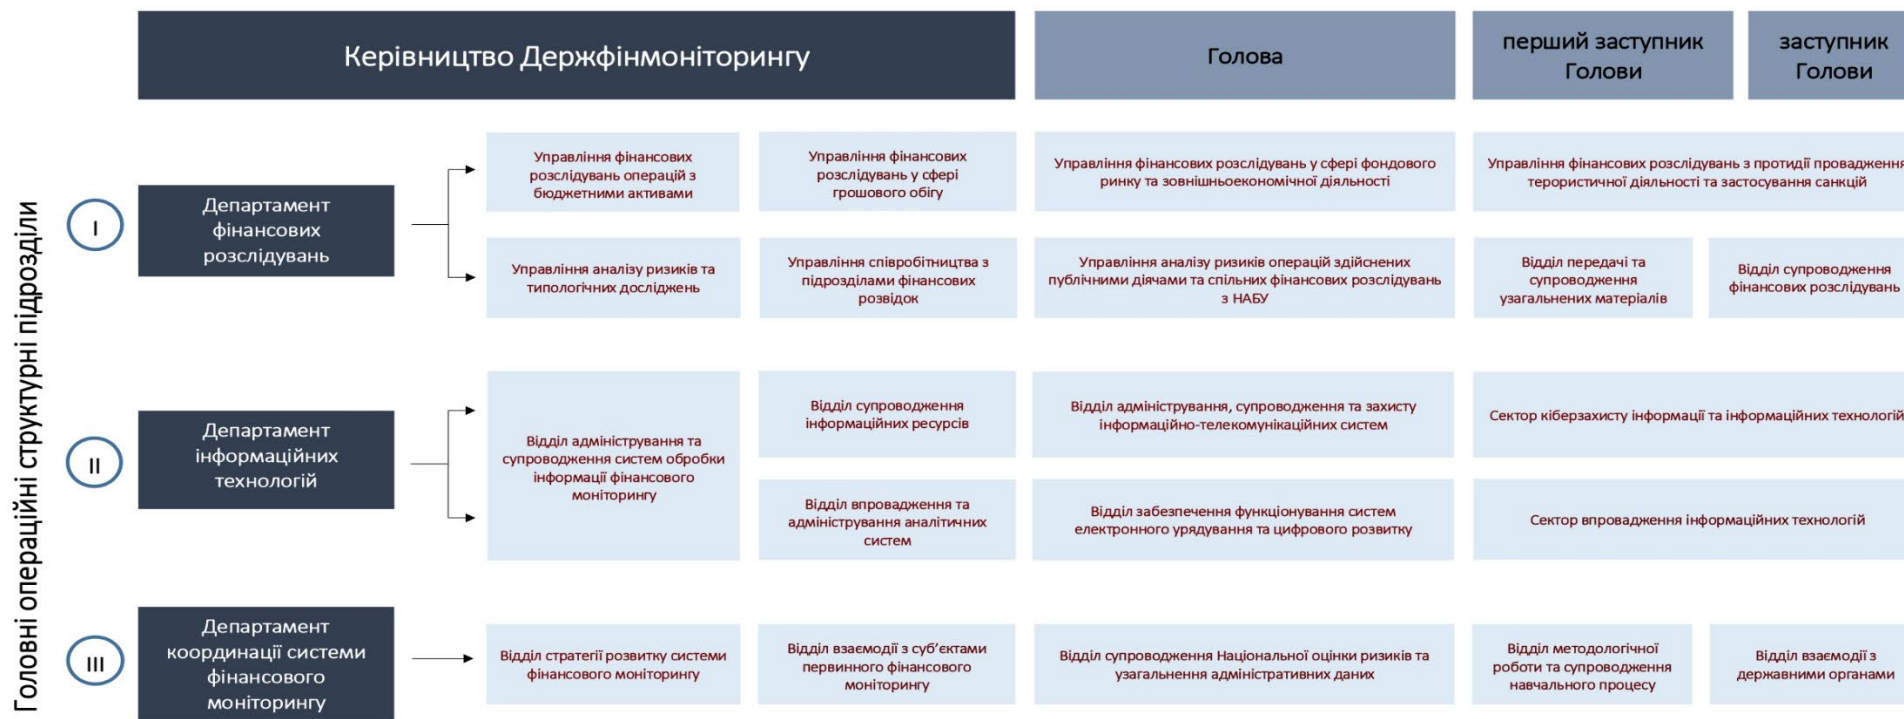 Керівництво Держфінмоніторингу
Голова
перший заступник
Голови
заступник
Голови
Головні операційні структурні підрозділи
I
Департамент
фінансових
розслідувань
Управління фінансових
розслідувань операцій з
бюджетними активами
Управління фінансових
розслідувань у сфері
грошового обігу
Управління фінансових розслідувань у сфері фондового
ринку та зовнішньоекономічної діяльності
Управління фінансових розслідувань з протидії провадження
терористичної діяльності та застосування санкцій
Управління аналізу ризиків та
типологічних досліджень
Управління співробітництва з
підрозділами фінансових
розвідок
Управління аналізу ризиків операцій здійснених
публічними діячами та спільних фінансових розслідувань
з НАБУ
Відділ передачі та
супроводження
узагальнених матеріалів
Відділ супроводження
фінансових розслідувань
II
Департамент
інформаційних
технологій
Відділ адміністрування та
супроводження систем обробки
інформації фінансового
моніторингу
Відділ супроводження
інформаційних ресурсів
Відділ адміністрування, супроводження та захисту
інформаційно-телекомунікаційних систем
Сектор кіберзахисту інформації та інформаційних технологій
Відділ впровадження та
адміністрування аналітичних
систем
Відділ забезпечення функціонування систем
електронного урядування та цифрового розвитку
Сектор впровадження інформаційних технологій
III
Департамент
координації системи
фінансового
моніторингу
Відділ стратегії розвитку системи
фінансового моніторингу
Відділ взаємодії з суб’єктами
первинного фінансового
моніторингу
Відділ супроводження Національної оцінки ризиків та
узагальнення адміністративних даних
Відділ методологічної
роботи та супроводження
навчального процесу
Відділ взаємодії з
державними органами